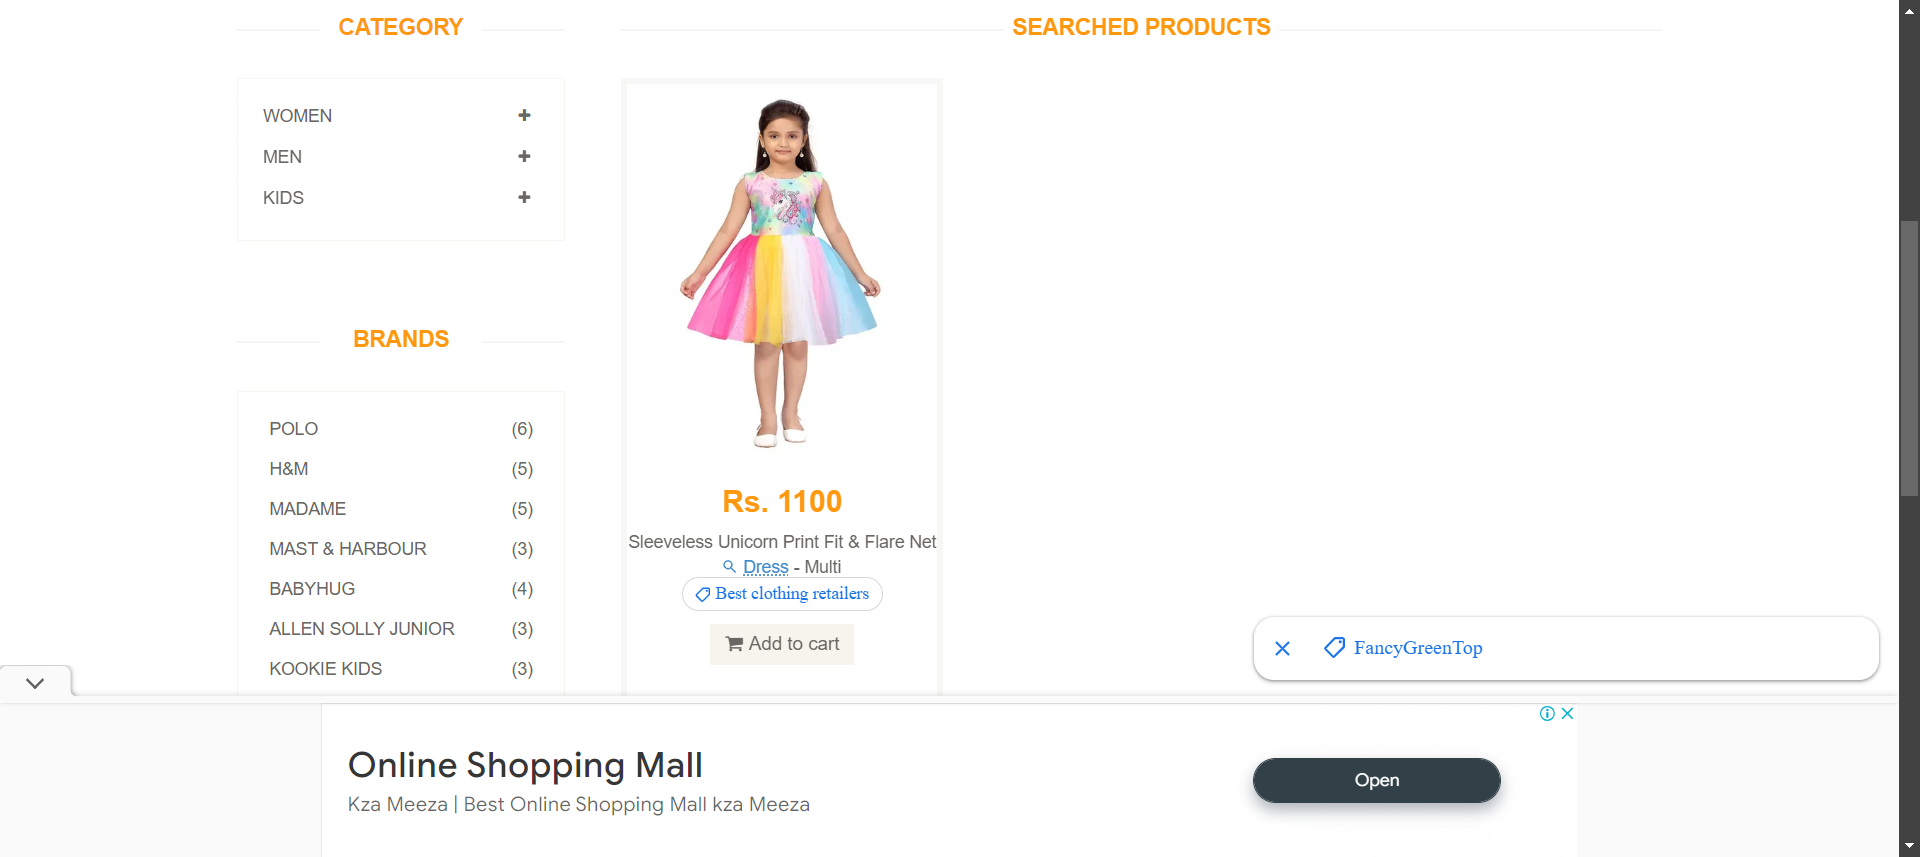 CATEGORY
WOMEN
MEN
KIDS
BRANDS
POLO (6)
H&M (5)
MADAME (5)
MAST & HARBOUR (3)
BABYHUG (4)
ALLEN SOLLY JUNIOR (3)
KOOKIE KIDS (3)
SEARCHED PRODUCTS
Rs. 1100
Sleeveless Unicorn Print Fit & Flare Net
Dress - Multi
Best clothing retailers
Add to cart
FancyGreenTop
Online Shopping Mall
Kza Meeza | Best Online Shopping Mall kza Meeza
Open